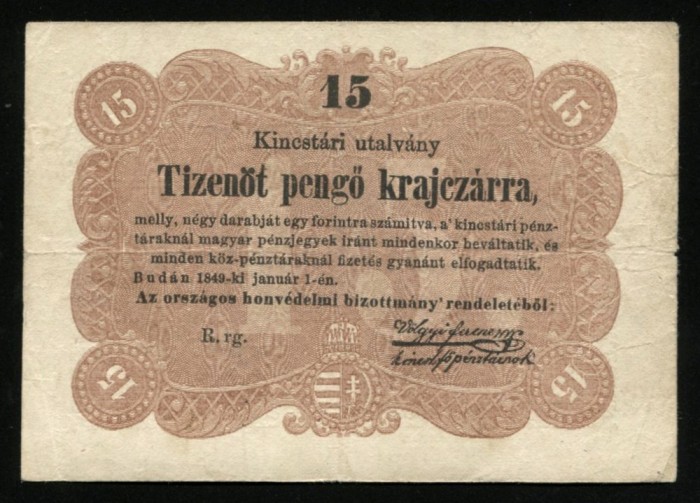 15
15 15
Kincstári utalvány
Tizenöt pengő krajczárra,
melly, négy darabját egy forintra számitva, a' kincstári pénz-
táraknál magyar pénzjegyek iránt mindenkor beváltatik, és
minden köz-pénztáraknál fizetés gyanánt elfogadtatik.
Budán 1849-ki január 1-én.
Az országos honvédelmi bizottmány' rendeletéből:
R. rg.
15 15